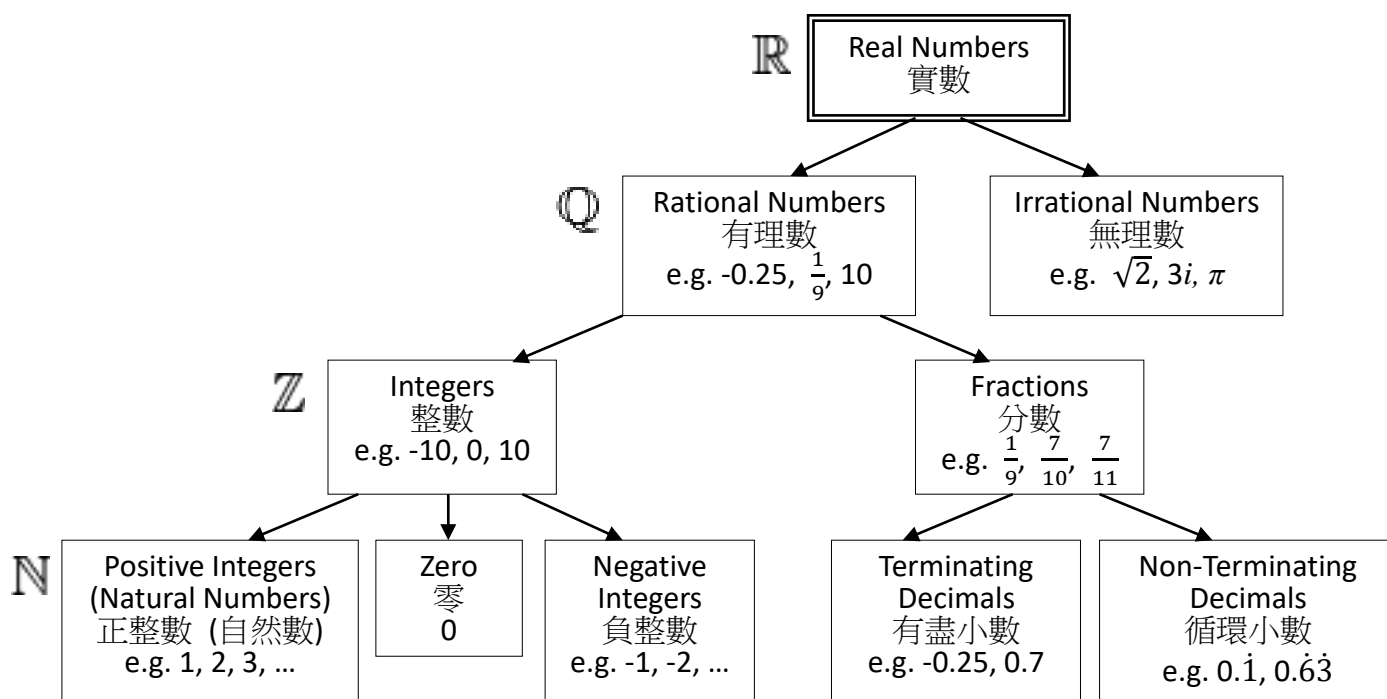 ℝ
Real Numbers
實數
ℚ
Rational Numbers
有理數
e.g. -0.25, 1/9, 10
Irrational Numbers
無理數
e.g. √2, 3i, π
ℤ
Integers
整數
e.g. -10, 0, 10
Fractions
分數
e.g. 1/9, 7/10, 7/11
ℕ
Positive Integers
(Natural Numbers)
正整數 (自然數)
e.g. 1, 2, 3, ...
Zero
零
0
Negative
Integers
負整數
e.g. -1, -2, ...
Terminating
Decimals
有盡小數
e.g. -0.25, 0.7
Non-Terminating
Decimals
循環小數
e.g. 0.1̇, 0.6̇3̇